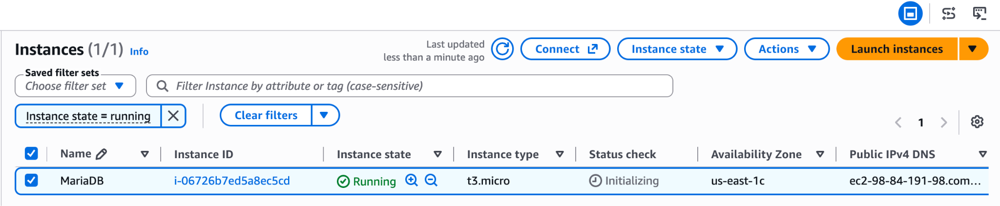 Instances (1/1) Info
Last updated
less than a minute ago
Connect
Instance state
Actions
Launch instances
Saved filter sets
Choose filter set
Filter Instance by attribute or tag (case-sensitive)
Instance state = running
Clear filters
1
Name Instance ID Instance state Instance type Status check Availability Zone Public IPv4 DNS
MariaDB i-06726b7ed5a8ec5cd Running t3.micro Initializing us-east-1c ec2-98-84-191-98.com...